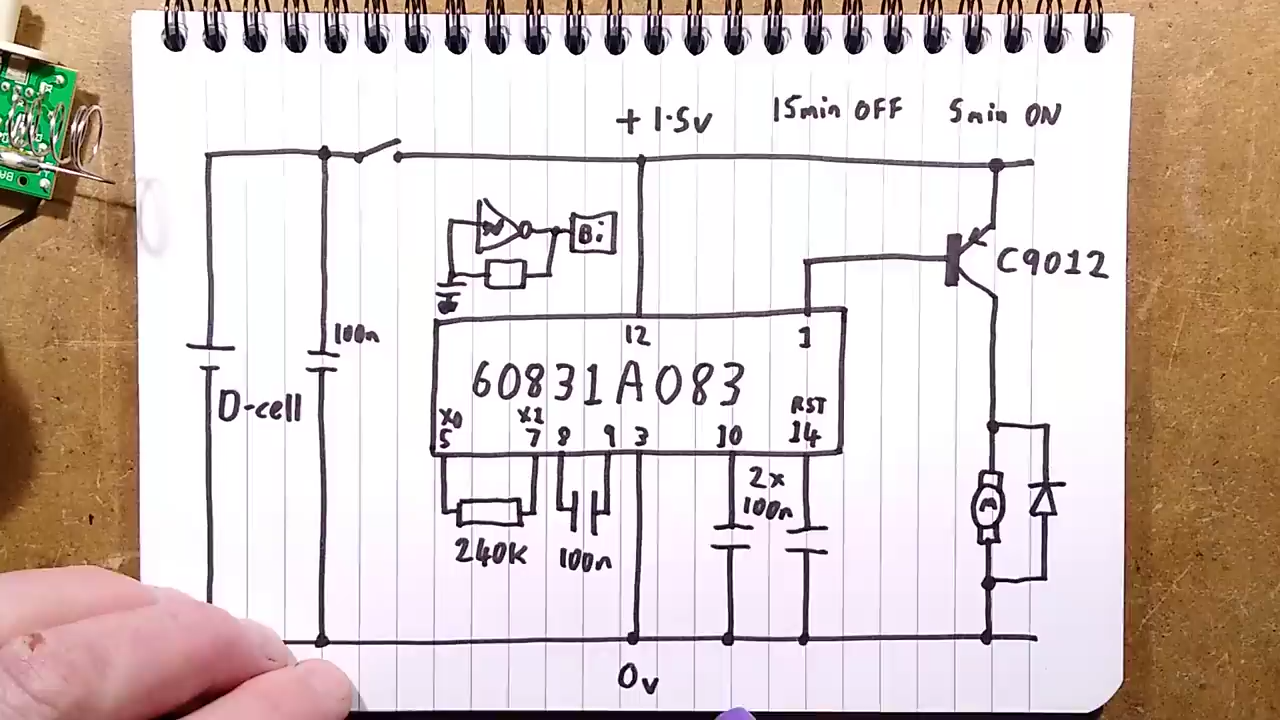 + 1.5v 15min OFF 5min ON
Bi
C9012
100n
12 1
60831A083
D-cell
X0 X1 RST
5 7 8 9 3 10 14
2x
100n
M
240K 100n
0v